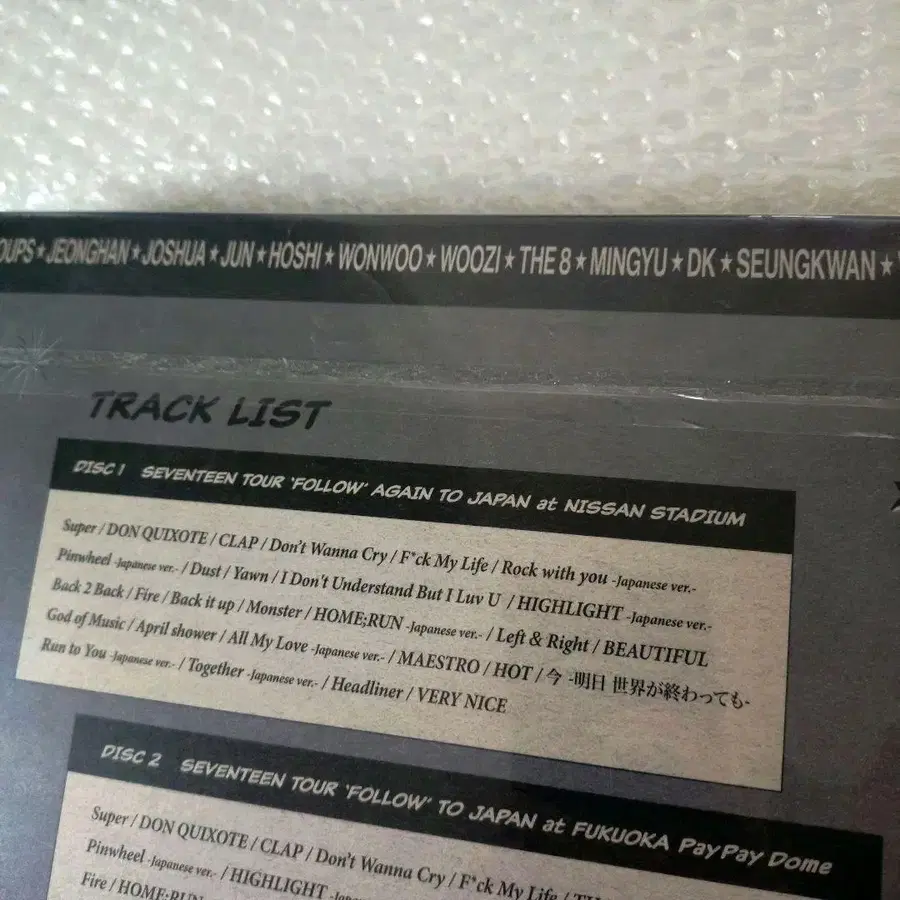 OUPS★JEONGHAN★JOSHUA★JUN★HOSHI★WONWOO★WOOZI★THE 8★MINGYU★DK★SEUNGKWAN★
TRACK LIST
DISC 1 SEVENTEEN TOUR 'FOLLOW' AGAIN TO JAPAN at NISSAN STADIUM
Super / DON QUIXOTE / CLAP / Don't Wanna Cry / F*ck My Life / Rock with you -Japanese ver.-
Pinwheel -Japanese ver.- / Dust / Yawn / I Don't Understand But I Luv U / HIGHLIGHT -Japanese ver.-
Back 2 Back / Fire / Back it up / Monster / HOME;RUN -Japanese ver.- / Left & Right / BEAUTIFUL
God of Music / April shower / All My Love -Japanese ver.- / MAESTRO / HOT / 今 -明日 世界が終わっても-
Run to You -Japanese ver.- / Together -Japanese ver.- / Headliner / VERY NICE
DISC 2 SEVENTEEN TOUR 'FOLLOW' TO JAPAN at FUKUOKA PayPay Dome
Super / DON QUIXOTE / CLAP / Don't Wanna Cry / F*ck My Life /
Pinwheel -Japanese ver.- / HIGHLIGHT
Fire / HOME;RUN